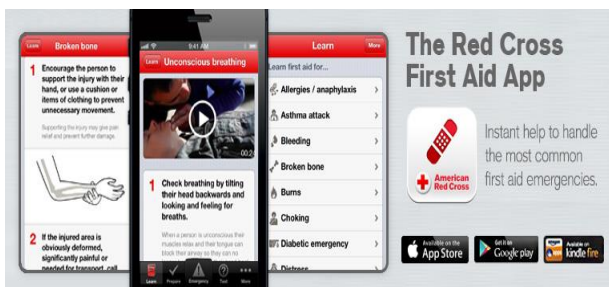 Learn
Broken bone
1 Encourage the person to
support the injury with their
hand, or use a cushion or
items of clothing to prevent
unnecessary movement.
Supporting the injury may give pain
relief and prevent further damage.
2 If the injured area is
obviously deformed,
significantly painful or
needed for transport, call
9:41 AM
Learn
Unconscious breathing
00:24
1 Check breathing by tilting
their head backwards and
looking and feeling for
breaths.
When a person is unconscious their
muscles relax and their tongue can
block their airway so they can no
Learn
Prepare
Emergency
Test
More
Learn
More
Learn first aid for...
Allergies / anaphylaxis
Asthma attack
Bleeding
Broken bone
Burns
Choking
Diabetic emergency
Distress
The Red Cross
First Aid App
American
Red Cross
Instant help to handle
the most common
first aid emergencies.
Available on the
App Store
Get it on
Google play
Available on
kindle fire